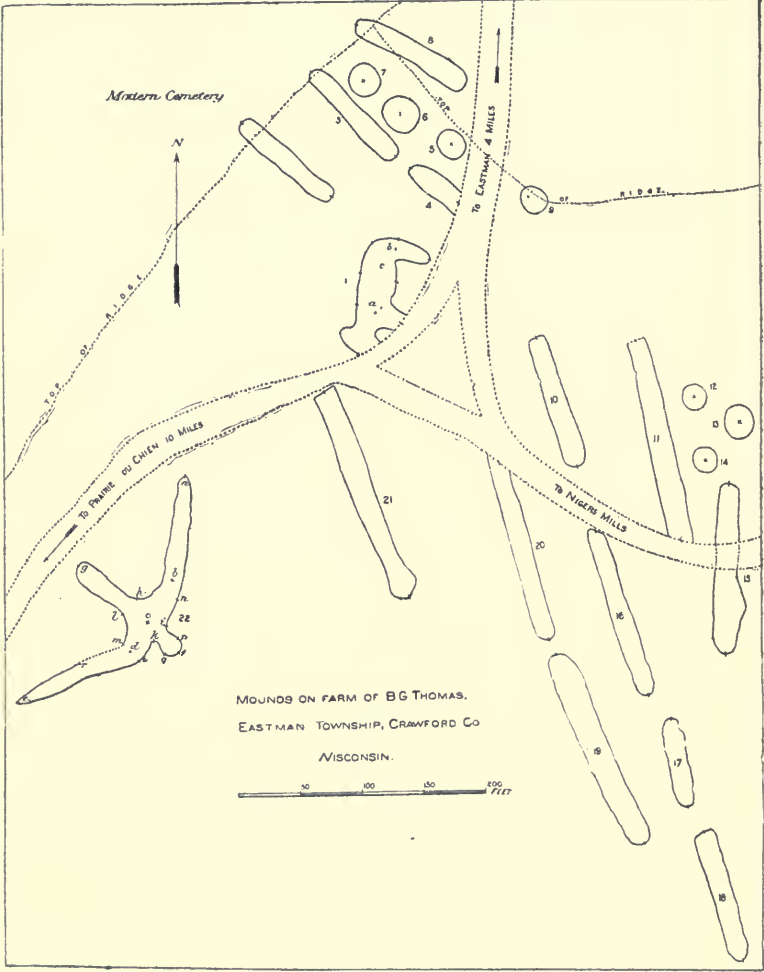 8
7
Modern Cemetery
3
6
TOP
5
N
TO EASTMAN 4 MILES
4
9
OF
RIDGE
b
c
1
a
TOP OF RIDGE
10
11
12
13
14
TO PRAIRIE DU CHIEN 10 MILES
21
TO NIGERS MILLS
20
15
16
g
h
b
n
l
o
22
m
d
k
r
p
q
19
17
18
MOUNDS ON FARM OF B G THOMAS.
EASTMAN TOWNSHIP, CRAWFORD CO
WISCONSIN.
50 100 150 200
FEET